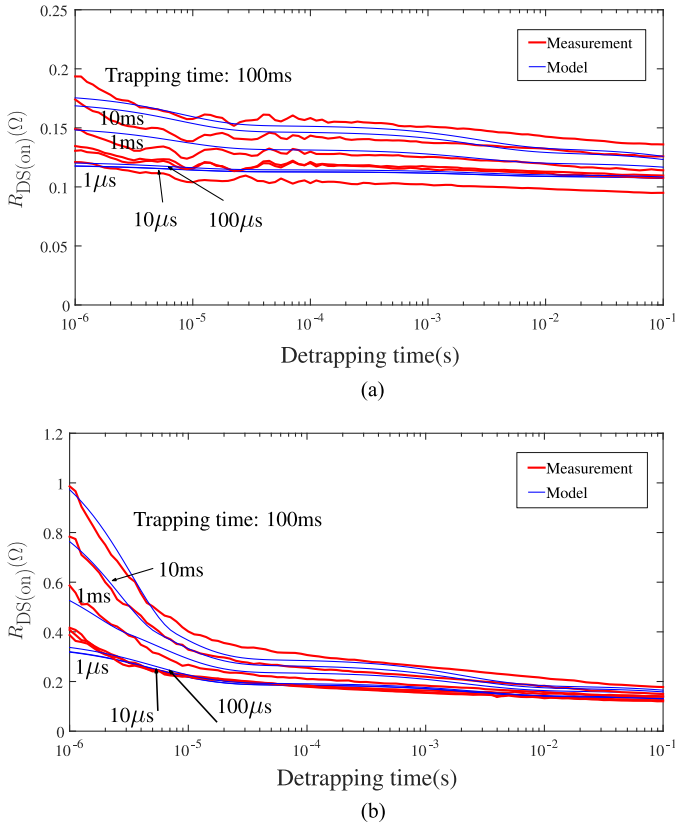 0.25
0.2
0.15
0.1
0.05
0
R_DS(on)(Ω)
Trapping time: 100ms
10ms
1ms
1μs
10μs
100μs
Measurement
Model
10^-6
10^-5
10^-4
10^-3
10^-2
10^-1
Detrapping time(s)
(a)
1.2
1
0.8
0.6
0.4
0.2
0
R_DS(on)(Ω)
Trapping time: 100ms
10ms
1ms
1μs
10μs
100μs
Measurement
Model
10^-6
10^-5
10^-4
10^-3
10^-2
10^-1
Detrapping time(s)
(b)